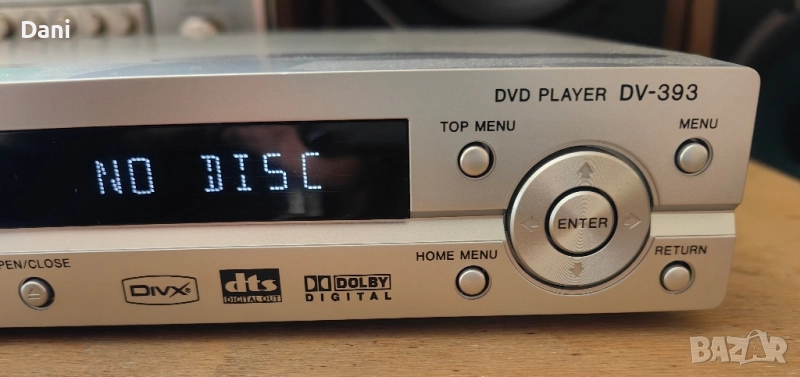 Dani
DVD PLAYER DV-393
TOP MENU
MENU
NO DISC
ENTER
HOME MENU
RETURN
PEN/CLOSE
DIVX
dts
DIGITAL OUT
DOLBY
DIGITAL
BAZAR